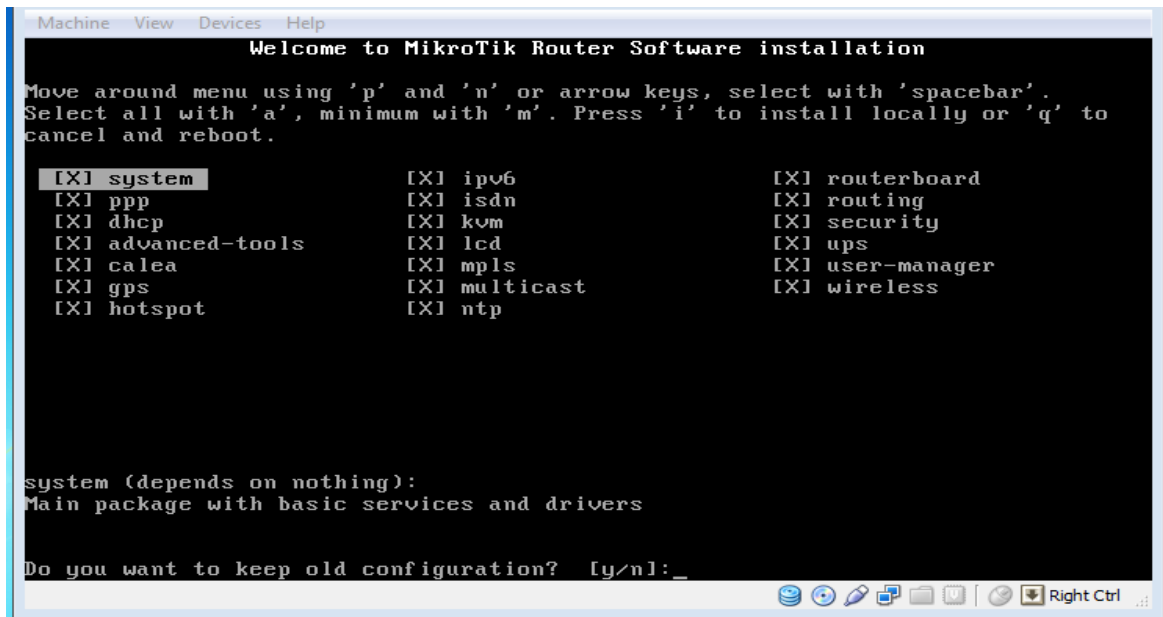 Machine View Devices Help
Welcome to MikroTik Router Software installation
Move around menu using 'p' and 'n' or arrow keys, select with 'spacebar'.
Select all with 'a', minimum with 'm'. Press 'i' to install locally or 'q' to
cancel and reboot.
[X] system [X] ipv6 [X] routerboard
[X] ppp [X] isdn [X] routing
[X] dhcp [X] kvm [X] security
[X] advanced-tools [X] lcd [X] ups
[X] calea [X] mpls [X] user-manager
[X] gps [X] multicast [X] wireless
[X] hotspot [X] ntp
system (depends on nothing):
Main package with basic services and drivers
Do you want to keep old configuration? [y/n]:_
Right Ctrl